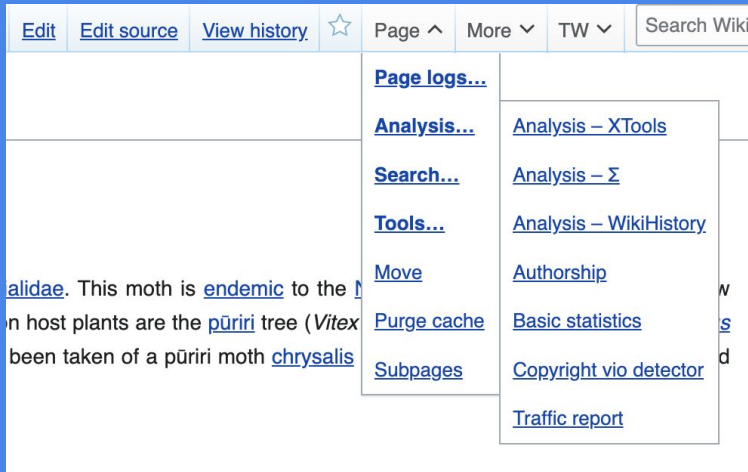 Edit Edit source View history Page More TW Search Wiki
Page logs...
Analysis... Analysis – XTools
Search... Analysis – Σ
Tools... Analysis – WikiHistory
Move Authorship
Purge cache Basic statistics
Subpages Copyright vio detector
Traffic report
alidae. This moth is endemic to the N w
n host plants are the pūriri tree (Vitex s
been taken of a pūriri moth chrysalis d